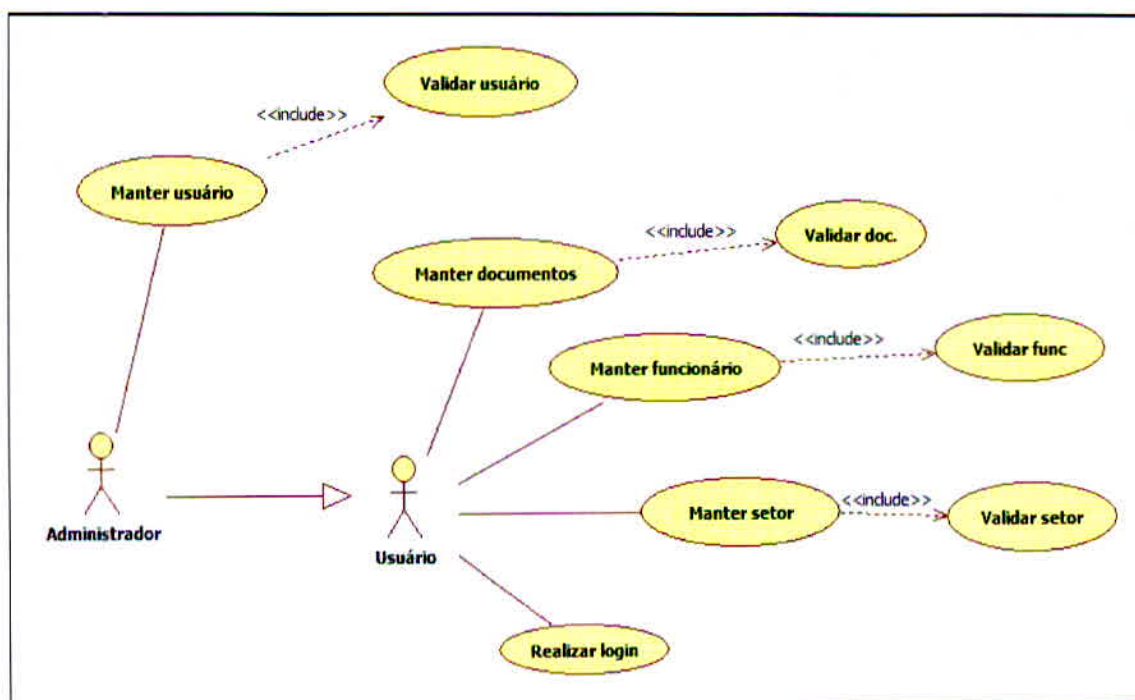 Validar usuário
<<include>>
Manter usuário
<<include>>
Validar doc.
Manter documentos
<<include>>
Validar func
Manter funcionário
<<include>>
Manter setor
Validar setor
Administrador
Usuário
Realizar login